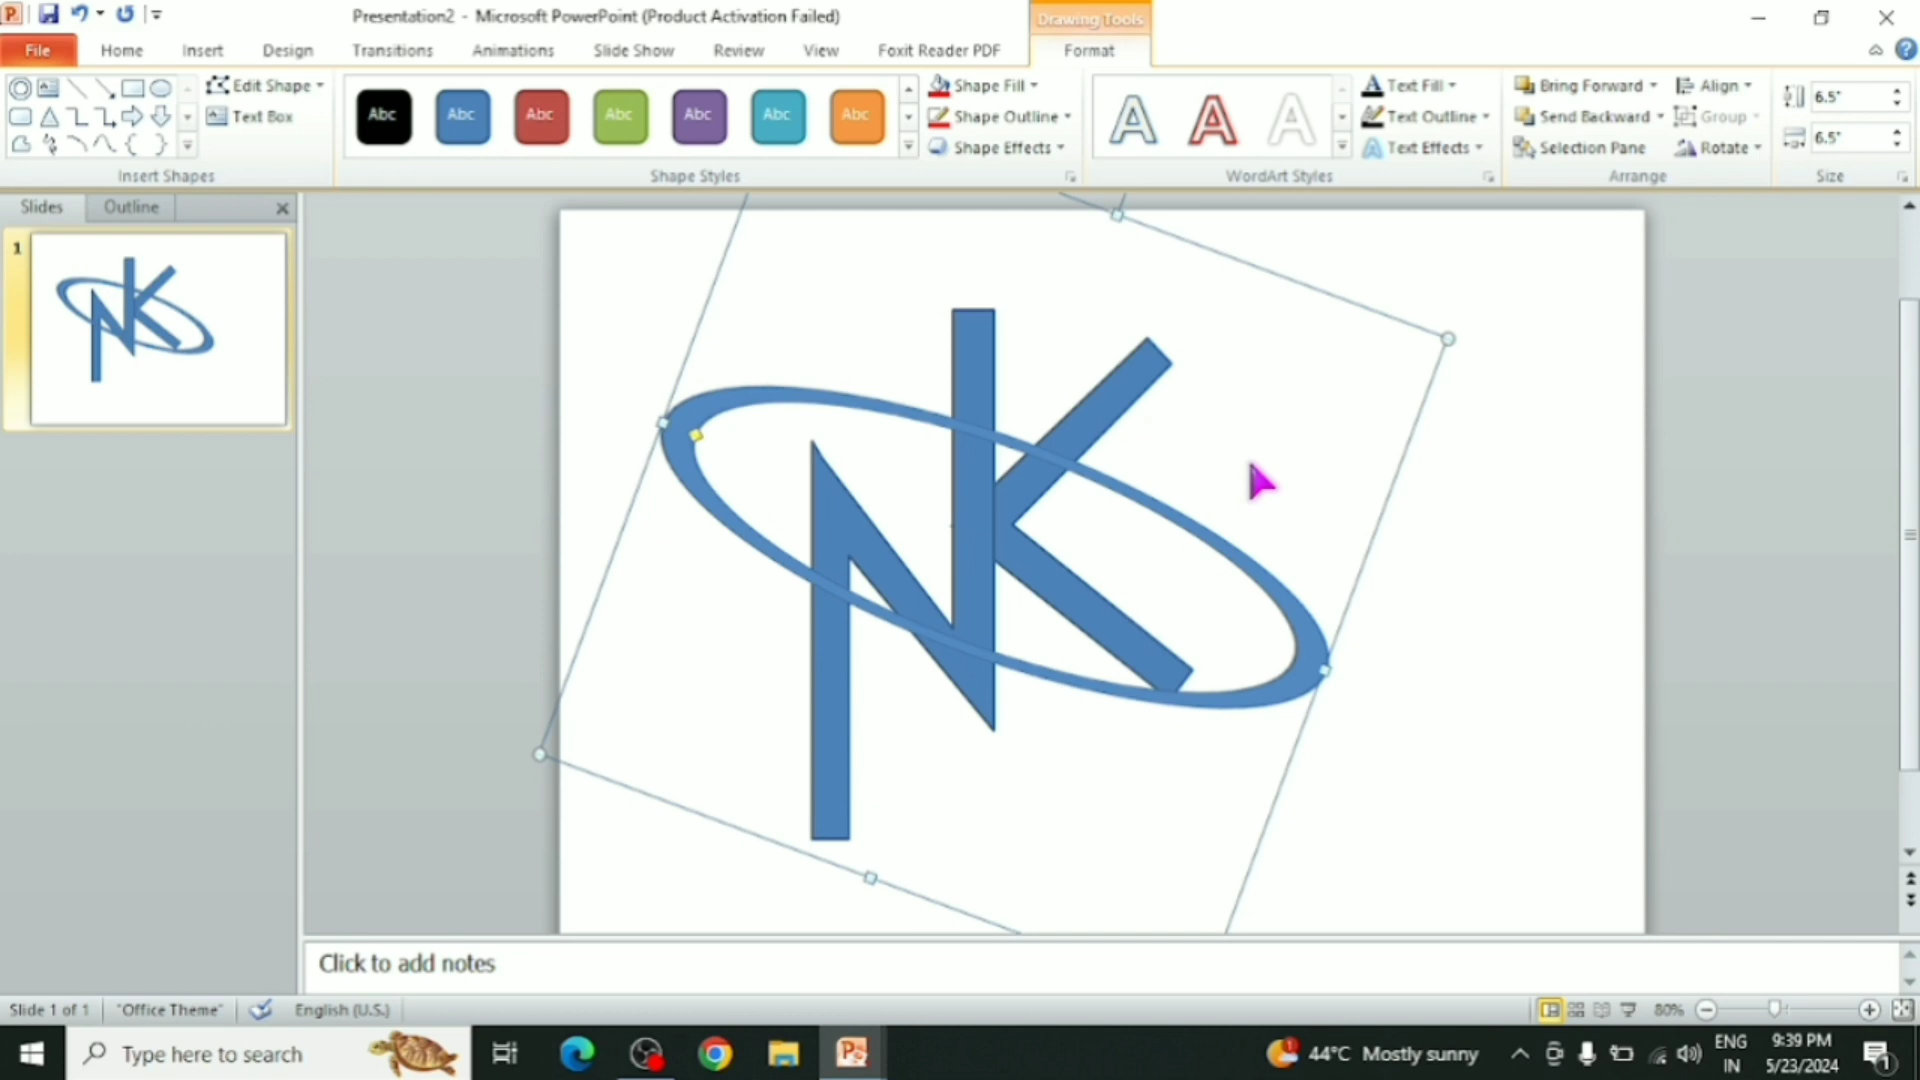 Presentation2 - Microsoft PowerPoint (Product Activation Failed)
Drawing Tools
File Home Insert Design Transitions Animations Slide Show Review View Foxit Reader PDF Format
Edit Shape
Text Box
Insert Shapes
Abc Abc Abc Abc Abc Abc Abc
Shape Fill
Shape Outline
Shape Effects
Shape Styles
A A A
Text Fill
Text Outline
Text Effects
WordArt Styles
Bring Forward
Send Backward
Selection Pane
Align
Group
Rotate
Arrange
6.5"
6.5"
Size
Slides Outline
1
NK
NK
Click to add notes
Slide 1 of 1 "Office Theme" English (U.S.) 80%
Type here to search
44°C Mostly sunny
ENG
IN
9:39 PM
5/23/2024
1